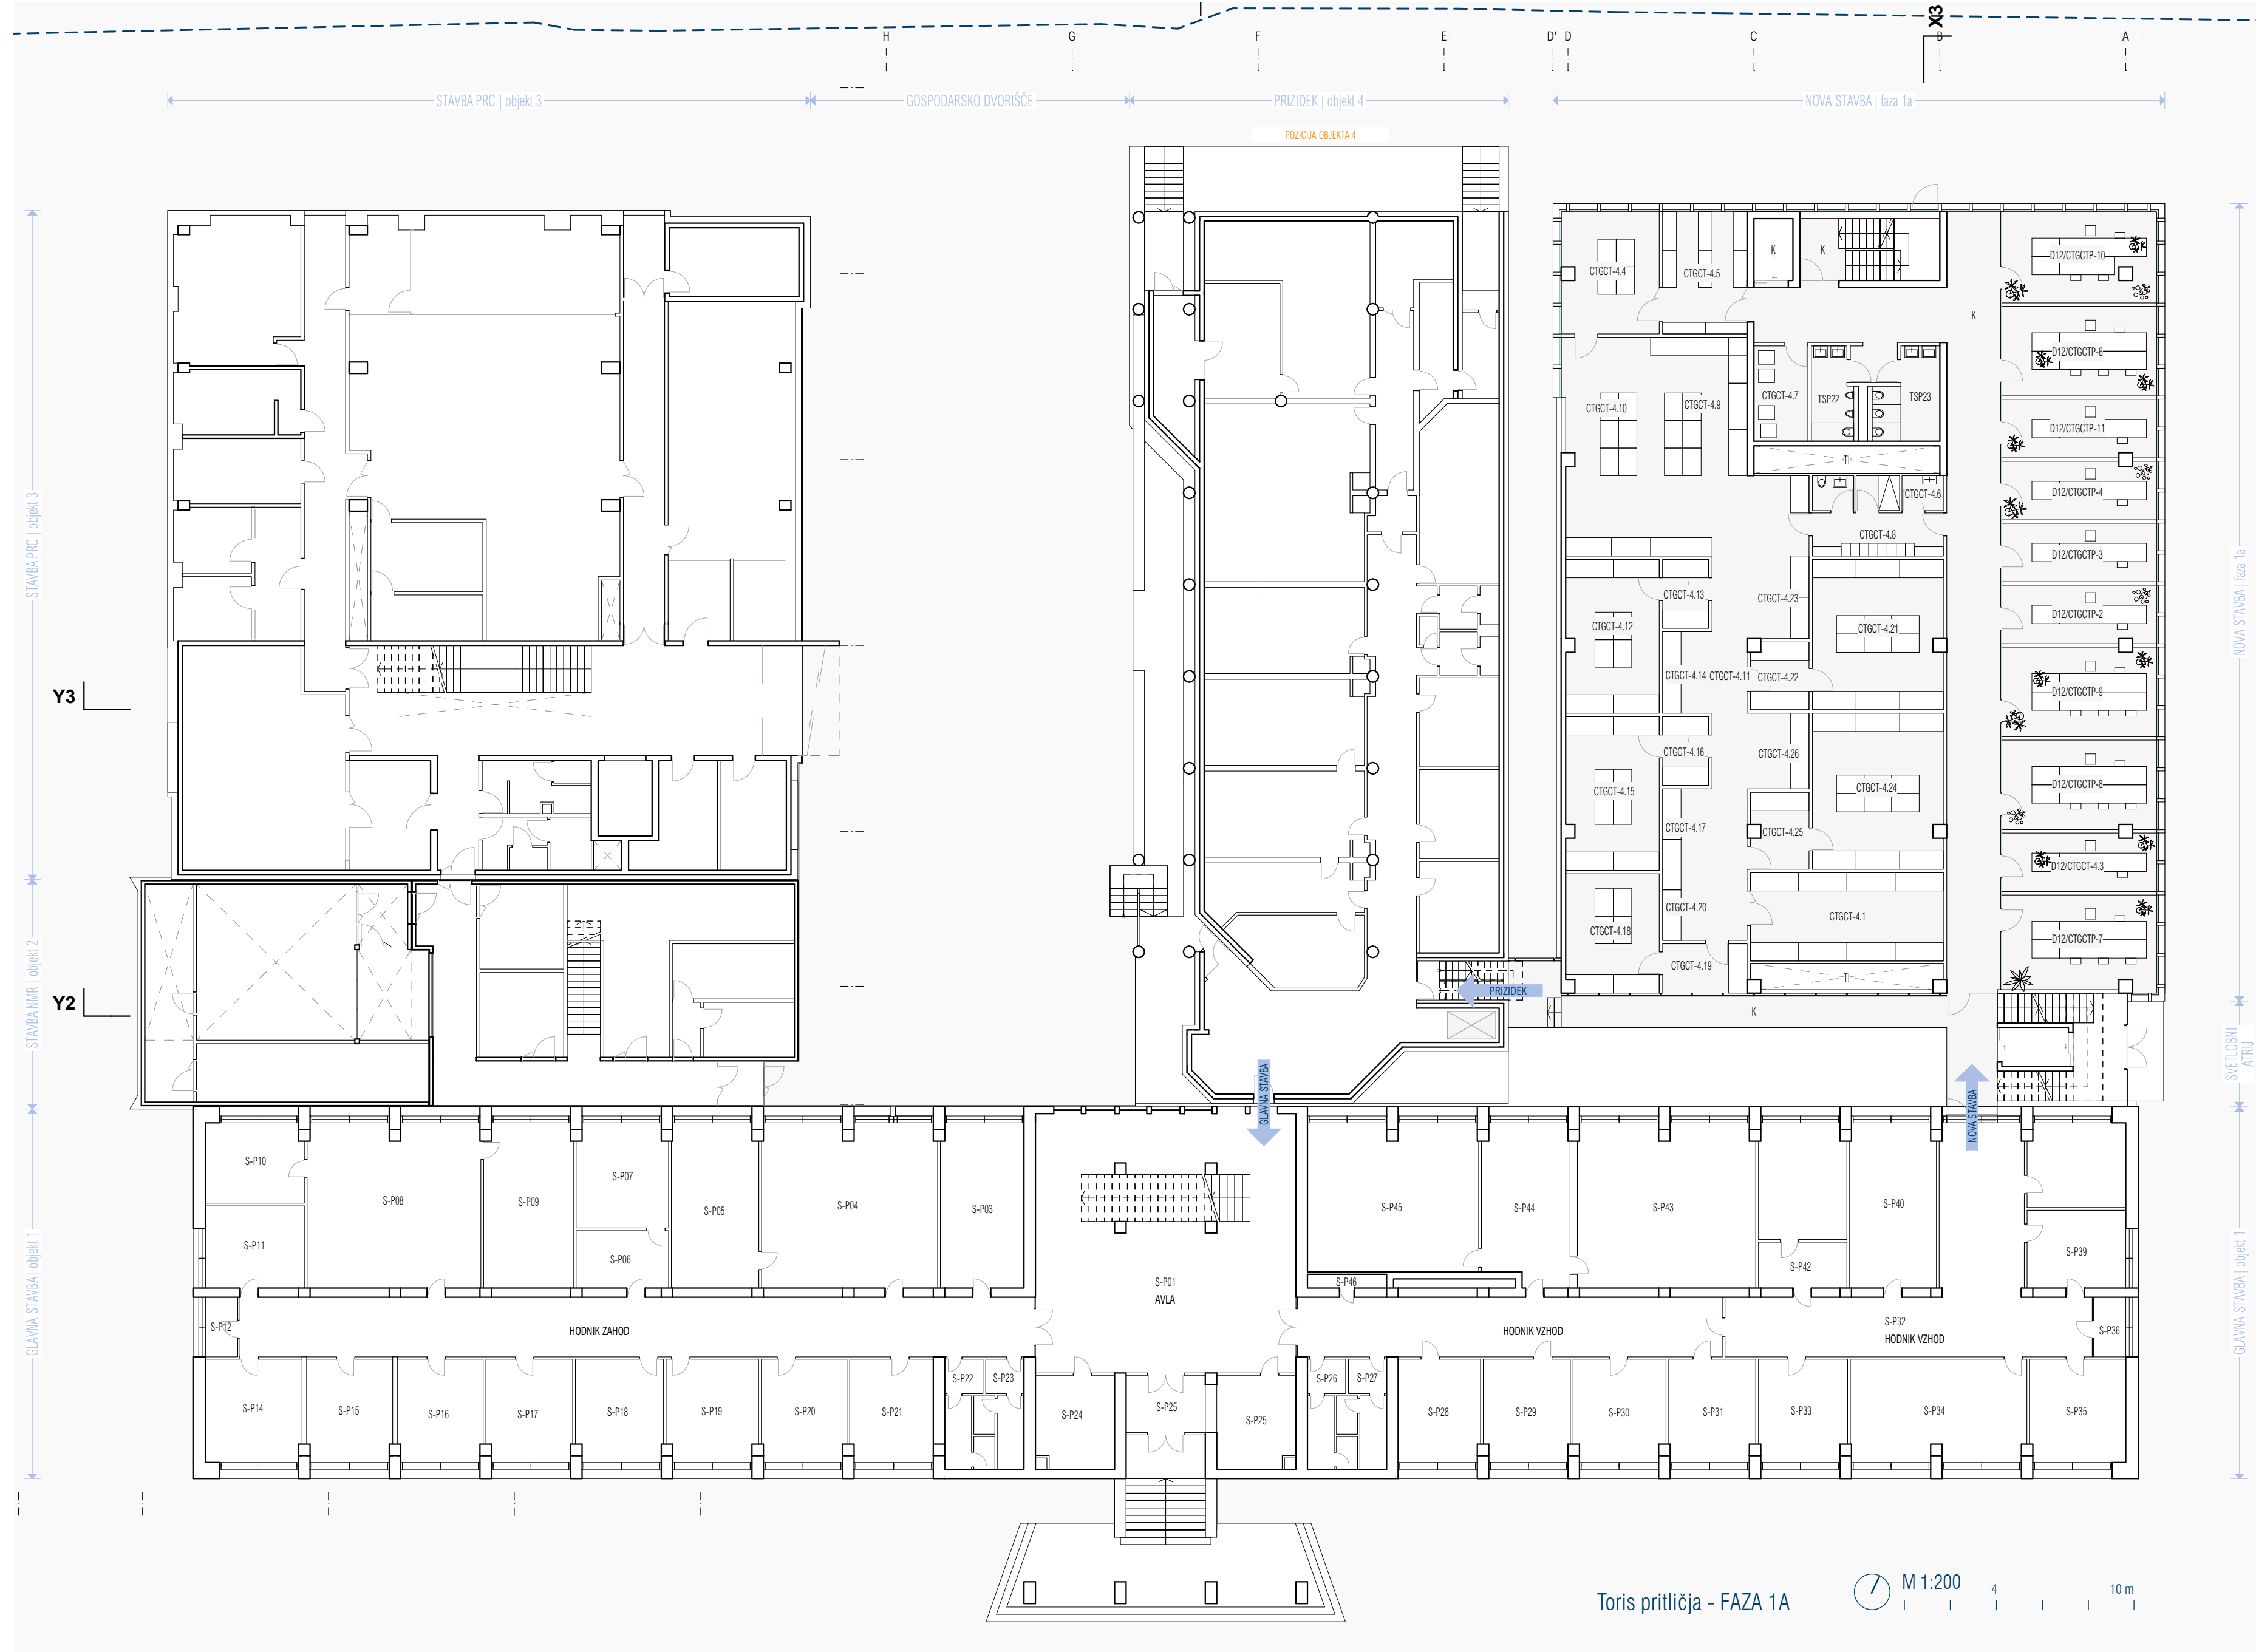 X3
H
G
F
E
D'
D
C
B
A
STAVBA PRC | objekt 3
GOSPODARSKO DVORIŠČE
PRIZIDEK | objekt 4
NOVA STAVBA | faza 1a
POZICIJA OBJEKTA 4
STAVBA PRC | objekt 3
STAVBA NMR | objekt 2
GLAVNA STAVBA | objekt 1
Y3
Y2
CTGCT-4.4
CTGCT-4.5
K
K
K
D12/CTGCTP-10
D12/CTGCTP-6
CTGCT-4.10
CTGCT-4.9
CTGCT-4.7
TSP22
TSP23
D12/CTGCTP-11
TI
D12/CTGCTP-4
CTGCT-4.6
CTGCT-4.8
D12/CTGCTP-3
CTGCT-4.13
CTGCT-4.23
CTGCT-4.12
CTGCT-4.21
D12/CTGCTP-2
CTGCT-4.14
CTGCT-4.11
CTGCT-4.22
D12/CTGCTP-9
CTGCT-4.16
CTGCT-4.26
CTGCT-4.15
CTGCT-4.24
D12/CTGCTP-8
CTGCT-4.17
CTGCT-4.25
D12/CTGCT-4.3
CTGCT-4.20
CTGCT-4.1
CTGCT-4.18
D12/CTGCTP-7
CTGCT-4.19
TI
K
PRIZIDEK
GLAVNA STAVBA
NOVA STAVBA
NOVA STAVBA | faza 1a
SVETLOBNI
ATRIJ
GLAVNA STAVBA | objekt 1
S-P10
S-P08
S-P09
S-P07
S-P05
S-P04
S-P03
S-P11
S-P06
S-P01
AVLA
S-P45
S-P44
S-P43
S-P40
S-P39
S-P42
S-P46
S-P12
HODNIK ZAHOD
HODNIK VZHOD
S-P32
HODNIK VZHOD
S-P36
S-P14
S-P15
S-P16
S-P17
S-P18
S-P19
S-P20
S-P21
S-P22
S-P23
S-P24
S-P25
S-P25
S-P26
S-P27
S-P28
S-P29
S-P30
S-P31
S-P33
S-P34
S-P35
Toris pritličja - FAZA 1A
M 1:200
4
10 m